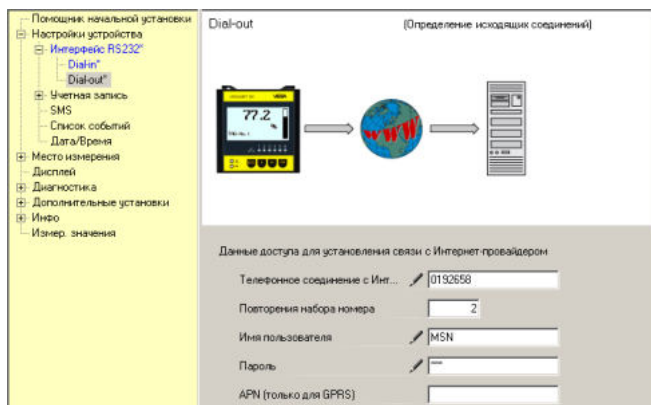 Помощник начальной установки
Настройки устройства
Интерфейс RS232"
Dial-in"
Dial-out"
Учетная запись
SMS
Список событий
Дата/Время
Место измерения
Дисплей
Диагностика
Дополнительные установки
Инфо
Измер. значения
Dial-out
(Определение исходящих соединений)
VEGA
77.2
%
WWW
Данные доступа для установления связи с Интернет-провайдером
Телефонное соединение с Инт... 0192658
Повторения набора номера 2
Имя пользователя MSN
Пароль ****
APN (только для GPRS)